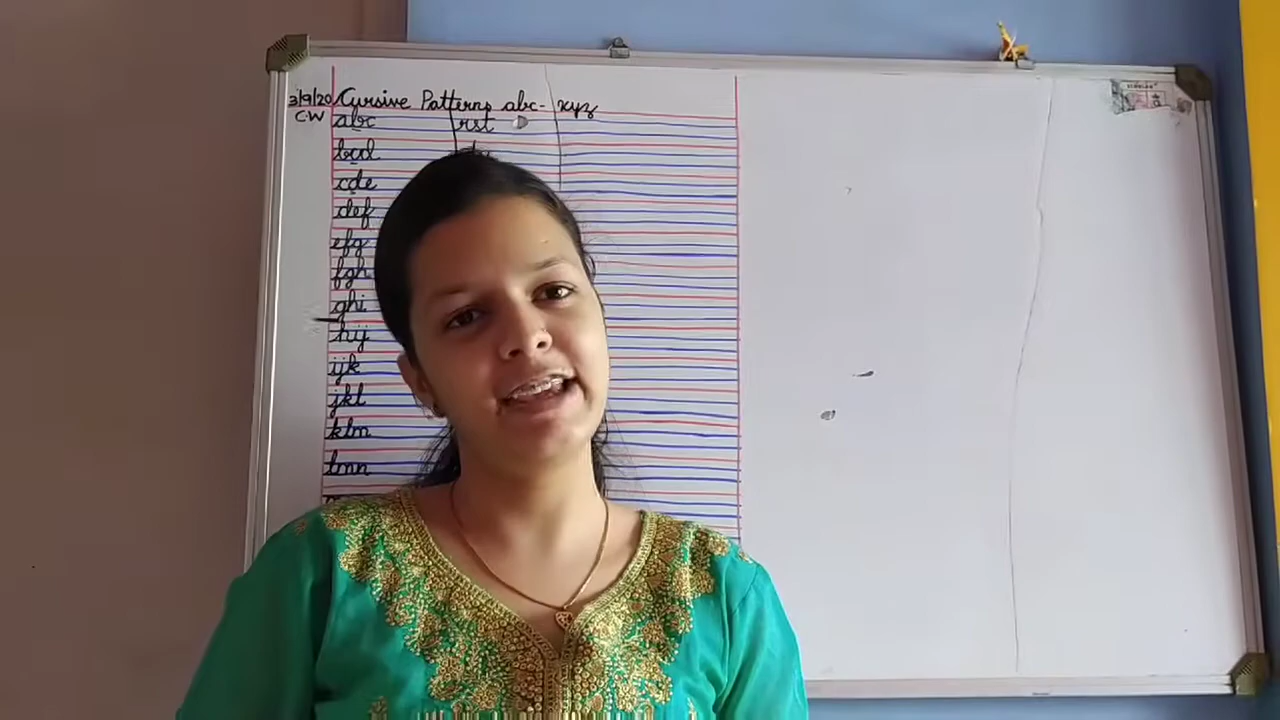 3/9/20 Cursive Patterns abc- xyz
C.W abc rst
bcd
cde
def
efg
fgh
ghi
hij
ijk
jkl
klm
lmn